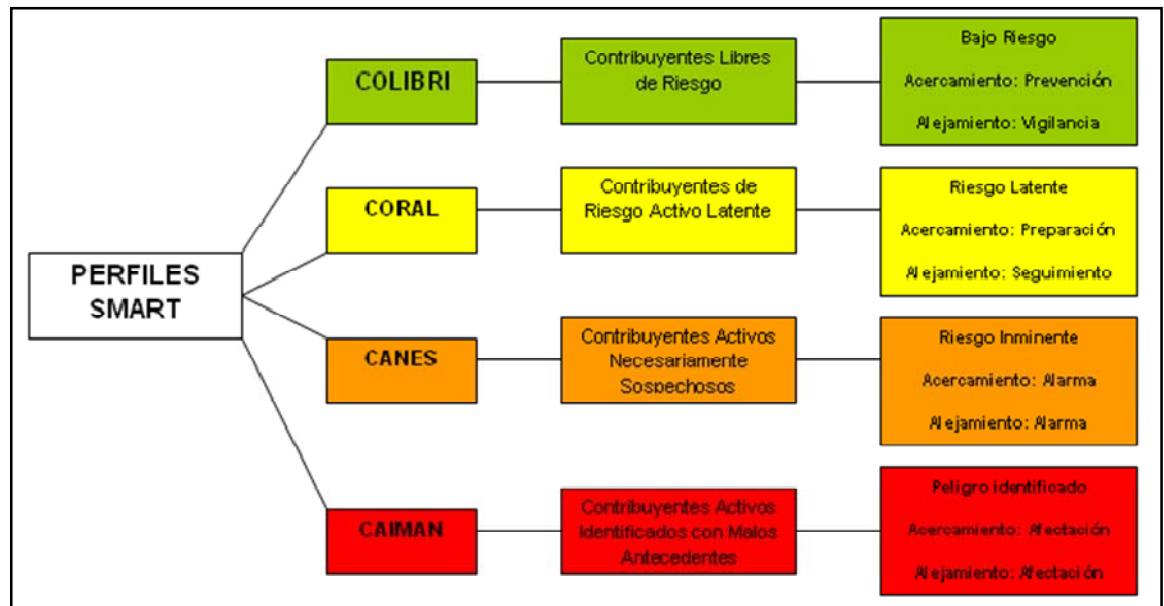 PERFILES
SMART
COLIBRI
Contribuyentes Libres
de Riesgo
Bajo Riesgo
Acercamiento: Prevención
Alejamiento: Vigilancia
CORAL
Contribuyentes de
Riesgo Activo Latente
Riesgo Latente
Acercamiento: Preparación
Alejamiento: Seguimiento
CANES
Contribuyentes Activos
Necesariamente
Sospechosos
Riesgo Inminente
Acercamiento: Alarma
Alejamiento: Alarma
CAIMAN
Contribuyentes Activos
Identificados con Malos
Antecedentes
Peligro identificado
Acercamiento: Afectación
Alejamiento: Afectación